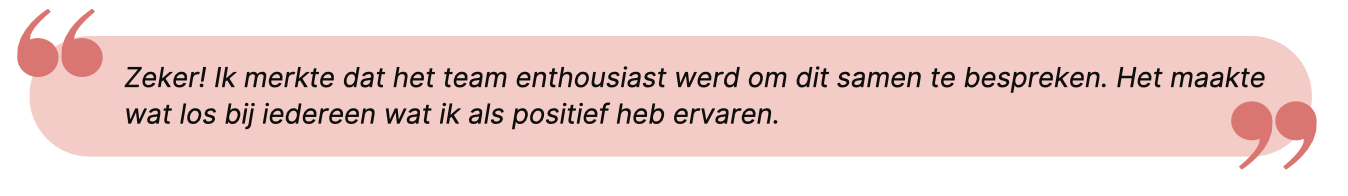 Zeker! Ik merkte dat het team enthousiast werd om dit samen te bespreken. Het maakte
wat los bij iedereen wat ik als positief heb ervaren.